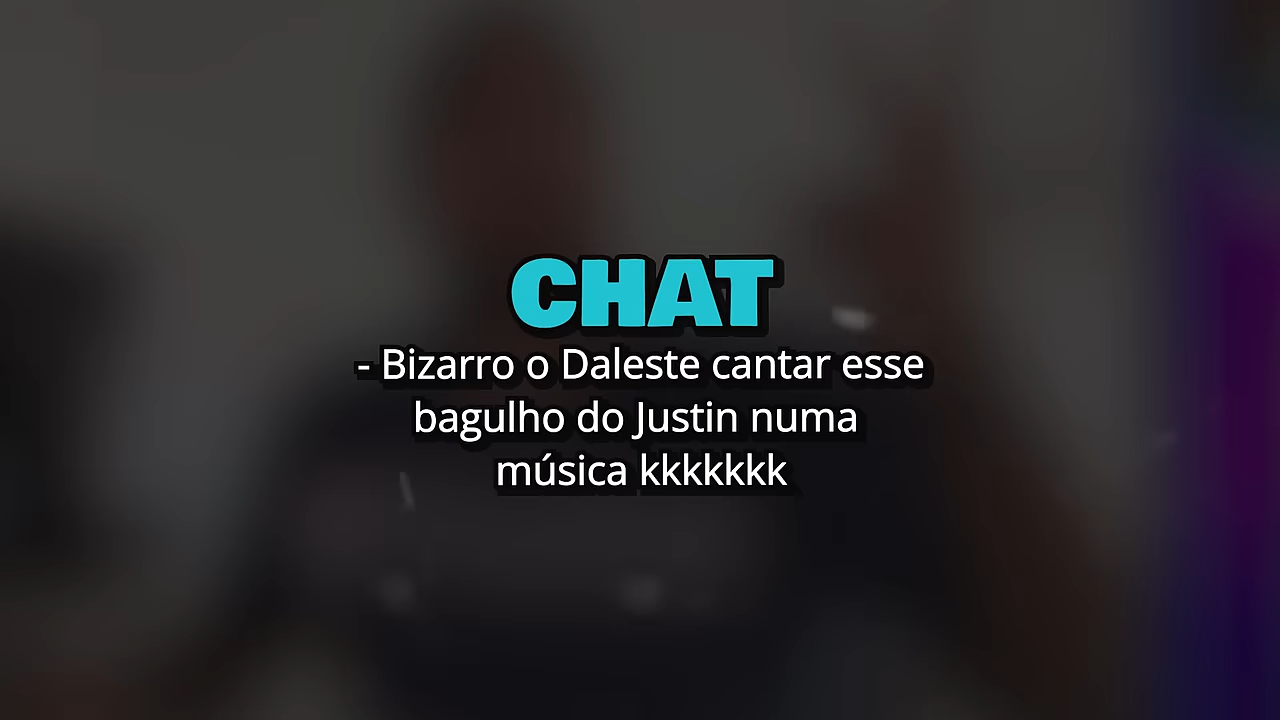 CHAT
- Bizarro o Daleste cantar esse
bagulho do Justin numa
música kkkkkkk